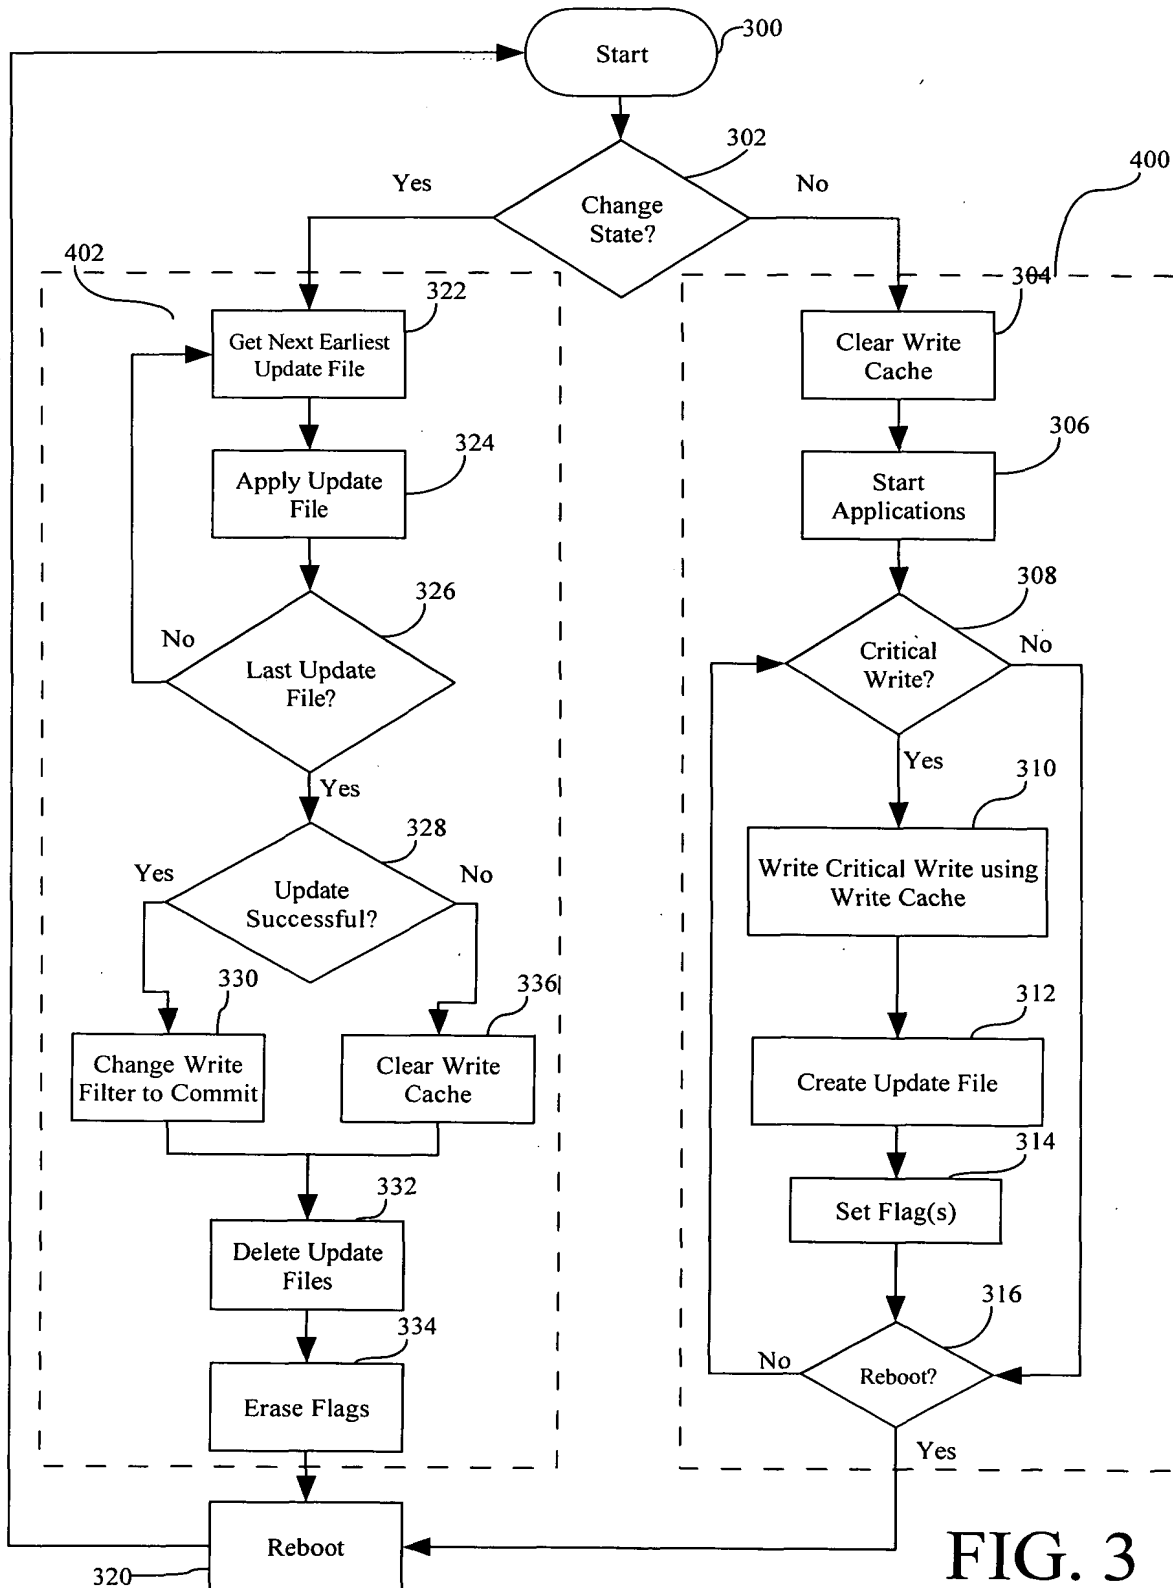 300
Start
302
Yes
No
400
Change
State?
402
322
304
Get Next Earliest
Update File
Clear Write
Cache
324
306
Apply Update
File
Start
Applications
326
308
No
No
Last Update
File?
Critical
Write?
Yes
Yes
310
328
Yes
No
Write Critical Write using
Write Cache
Update
Successful?
330
336
312
Change Write
Filter to Commit
Clear Write
Cache
Create Update File
314
332
Set Flag(s)
Delete Update
Files
316
334
No
Reboot?
Erase Flags
Yes
Reboot
320
FIG. 3